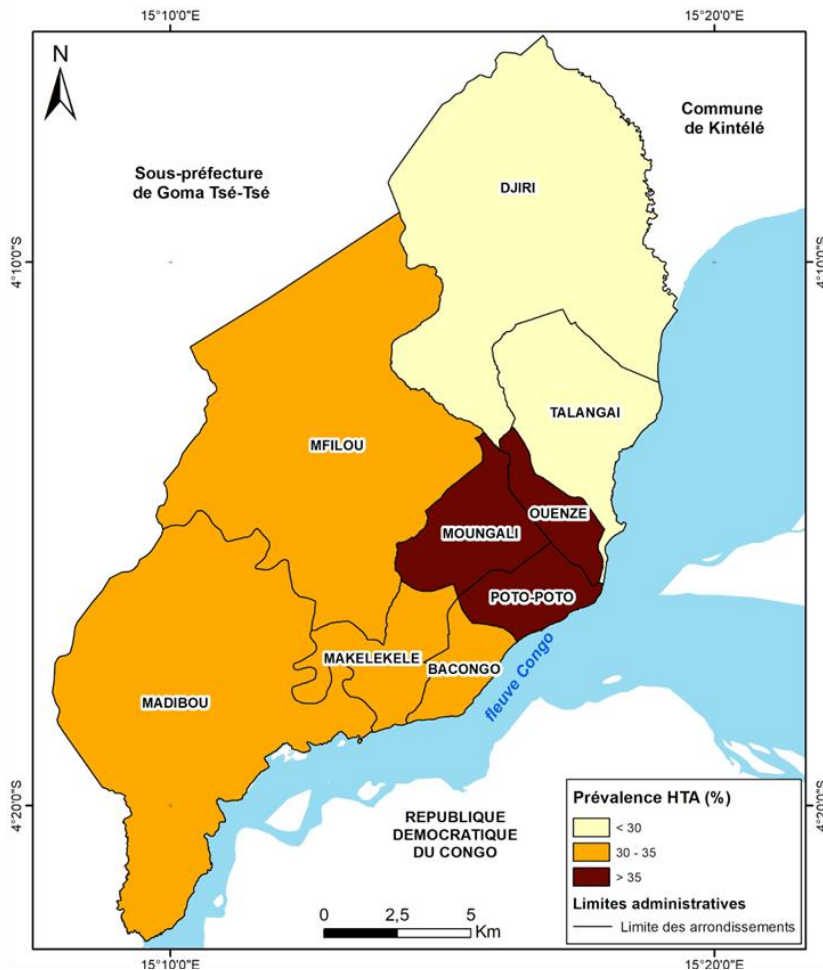 15°10'0"E
15°20'0"E
N
Commune
de Kintélé
Sous-préfecture
de Goma Tsé-Tsé
DJIRI
4°10'0"S
4°10'0"S
TALANGAI
MFILOU
OUENZE
MOUNGALI
POTO-POTO
MAKELEKELE
BACONGO
MADIBOU
fleuve Congo
4°20'0"S
4°20'0"S
REPUBLIQUE
DEMOCRATIQUE
DU CONGO
Prévalence HTA (%)
< 30
30 - 35
> 35
Limites administratives
Limite des arrondissements
0 2,5 5
Km
15°10'0"E
15°20'0"E